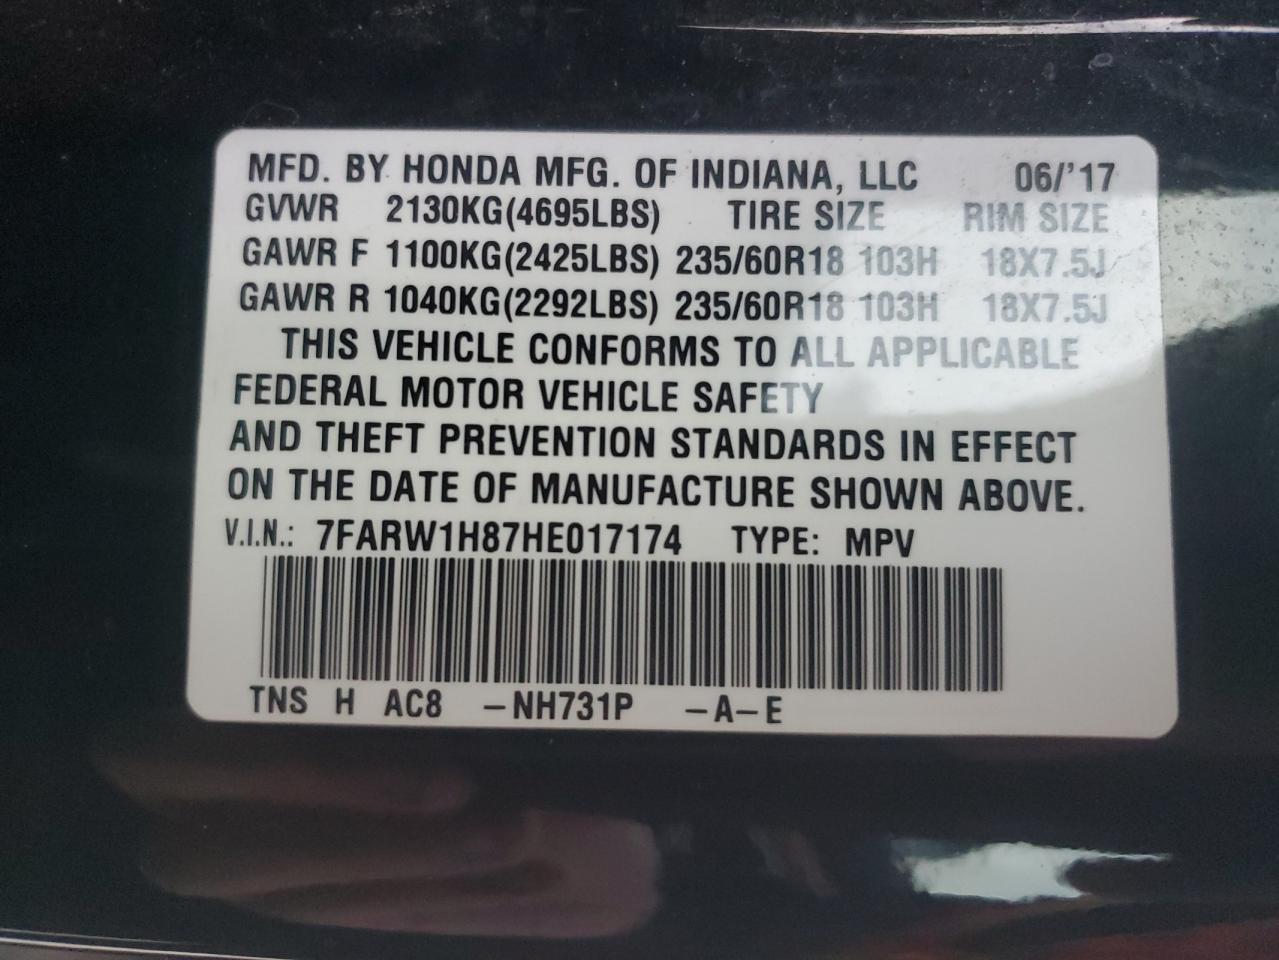 MFD. BY HONDA MFG. OF INDIANA, LLC 06/'17
GVWR 2130KG(4695LBS) TIRE SIZE RIM SIZE
GAWR F 1100KG(2425LBS) 235/60R18 103H 18X7.5J
GAWR R 1040KG(2292LBS) 235/60R18 103H 18X7.5J
THIS VEHICLE CONFORMS TO ALL APPLICABLE
FEDERAL MOTOR VEHICLE SAFETY
AND THEFT PREVENTION STANDARDS IN EFFECT
ON THE DATE OF MANUFACTURE SHOWN ABOVE.
V.I.N.: 7FARW1H87HE017174 TYPE: MPV
TNS H AC8 -NH731P -A-E